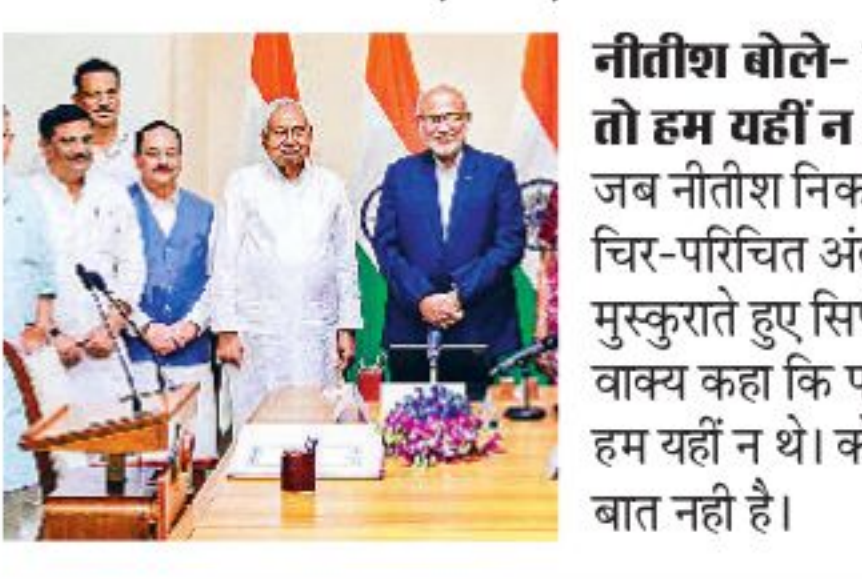 नीतीश बोले-
तो हम यहीं न
जब नीतीश
चिर-परिचित
मुस्कुराते हुए
वाक्य कहा कि
हम यहीं न थे।
बात नही है।